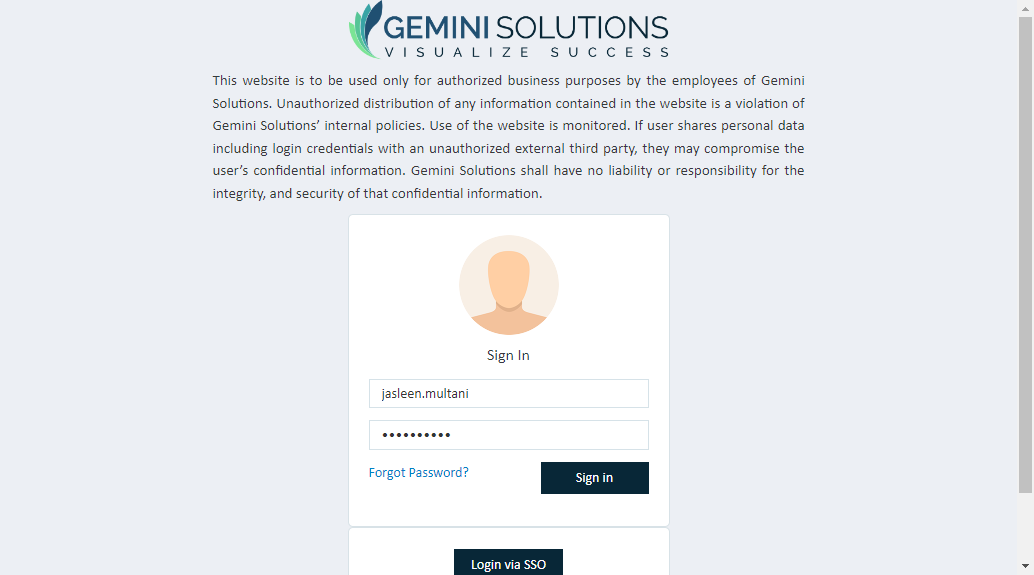 GEMINI SOLUTIONS
VISUALIZE SUCCESS
This website is to be used only for authorized business purposes by the employees of Gemini
Solutions. Unauthorized distribution of any information contained in the website is a violation of
Gemini Solutions’ internal policies. Use of the website is monitored. If user shares personal data
including login credentials with an unauthorized external third party, they may compromise the
user’s confidential information. Gemini Solutions shall have no liability or responsibility for the
integrity, and security of that confidential information.
Sign In
jasleen.multani
••••••••••
Forgot Password?
Sign in
Login via SSO